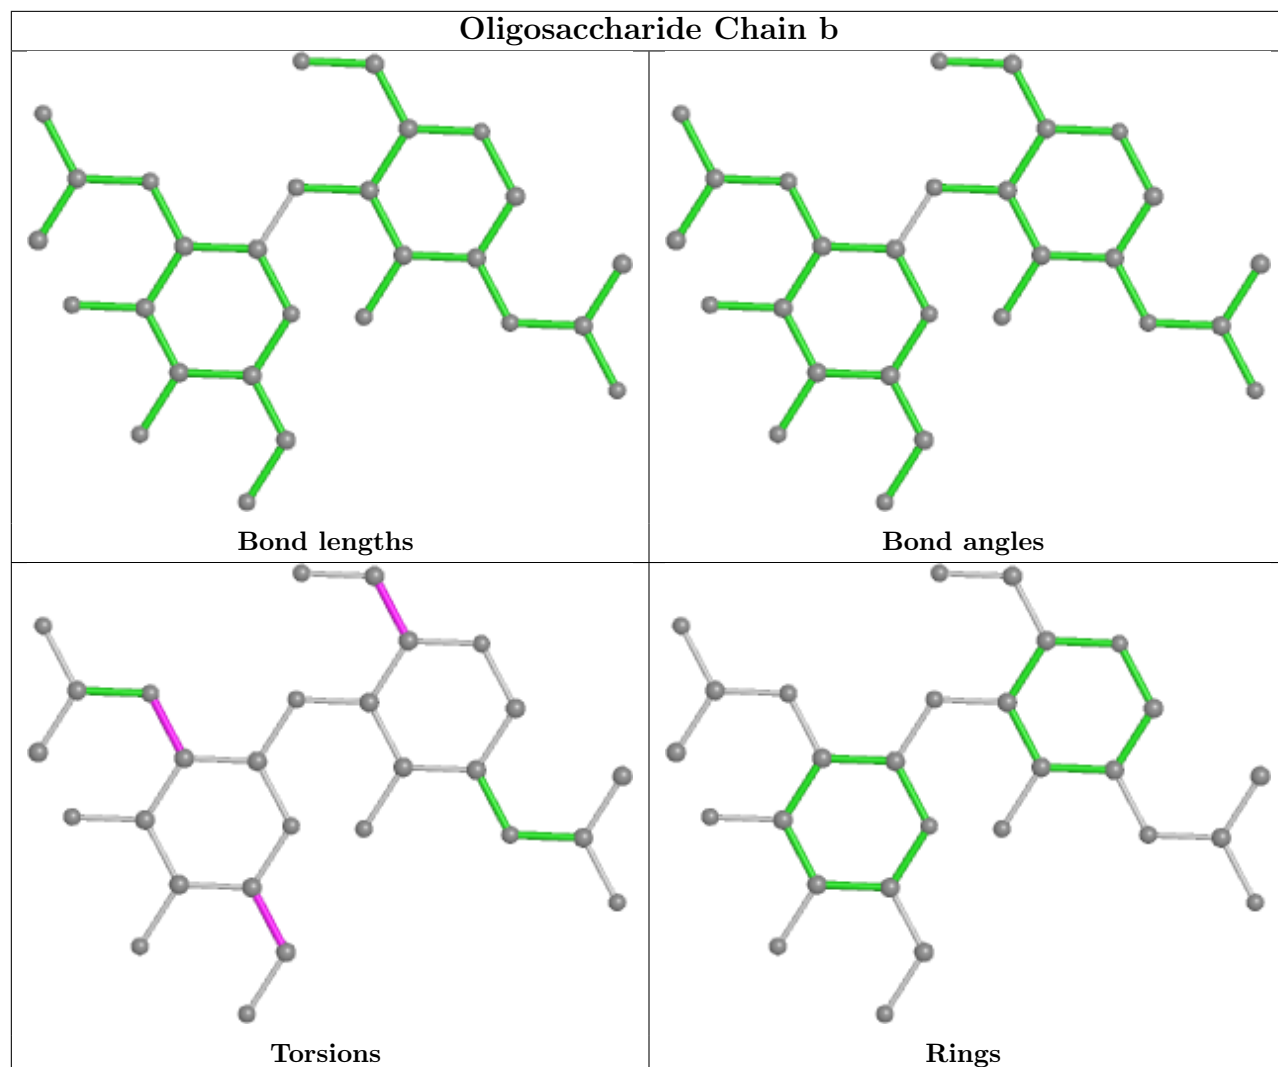 Oligosaccharide Chain b
Bond lengths
Bond angles
Torsions
Rings